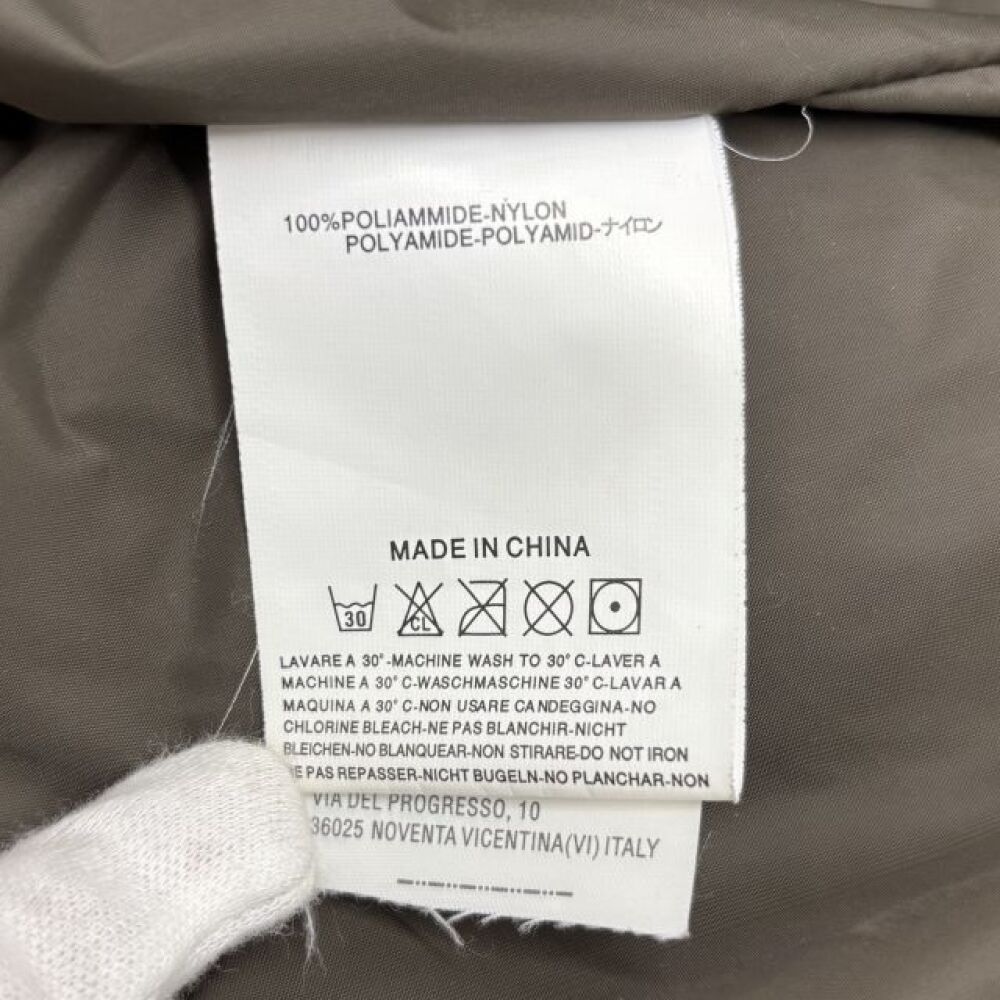 100%POLIAMMIDE-NYLON
POLYAMIDE-POLYAMID-ナイロン
MADE IN CHINA
30 CL
LAVARE A 30°-MACHINE WASH TO 30°C-LAVER A
MACHINE A 30°C-WASCHMASCHINE 30°C-LAVAR A
MAQUINA A 30°C-NON USARE CANDEGGINA-NO
CHLORINE BLEACH-NE PAS BLANCHIR-NICHT
BLEICHEN-NO BLANQUEAR-NON STIRARE-DO NOT IRON
NE PAS REPASSER-NICHT BUGELN-NO PLANCHAR-NON
VIA DEL PROGRESSO, 10
36025 NOVENTA VICENTINA(VI) ITALY